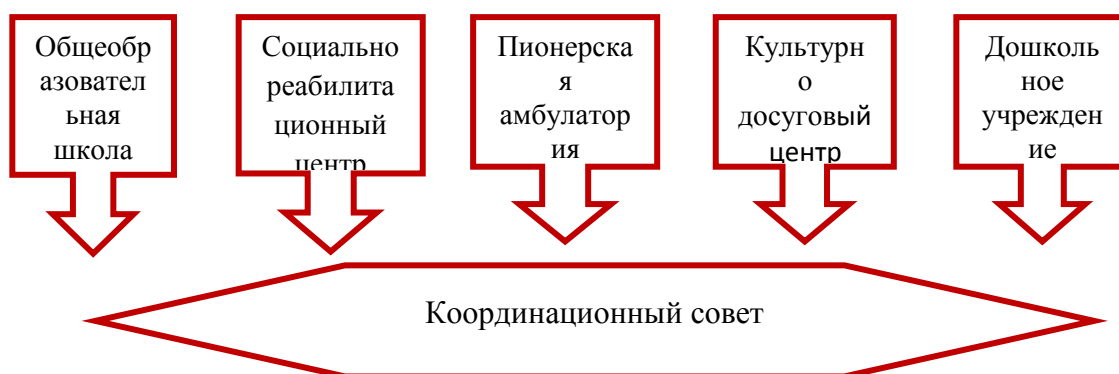 Общеобр
азовател
ьная
школа
Социально
реабилита
ционный
центр
Пионерска
я
амбулатор
ия
Культурн
о
досуговый
центр
Дошколь
ное
учрежден
ие
Координационный совет